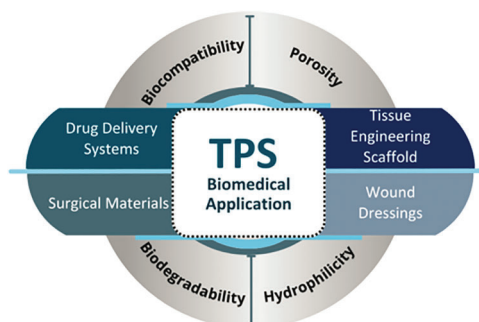 Biocompatibility
Porosity
Drug Delivery
Systems
Tissue
Engineering
Scaffold
TPS
Biomedical
Application
Surgical Materials
Wound
Dressings
Biodegradability
Hydrophilicity